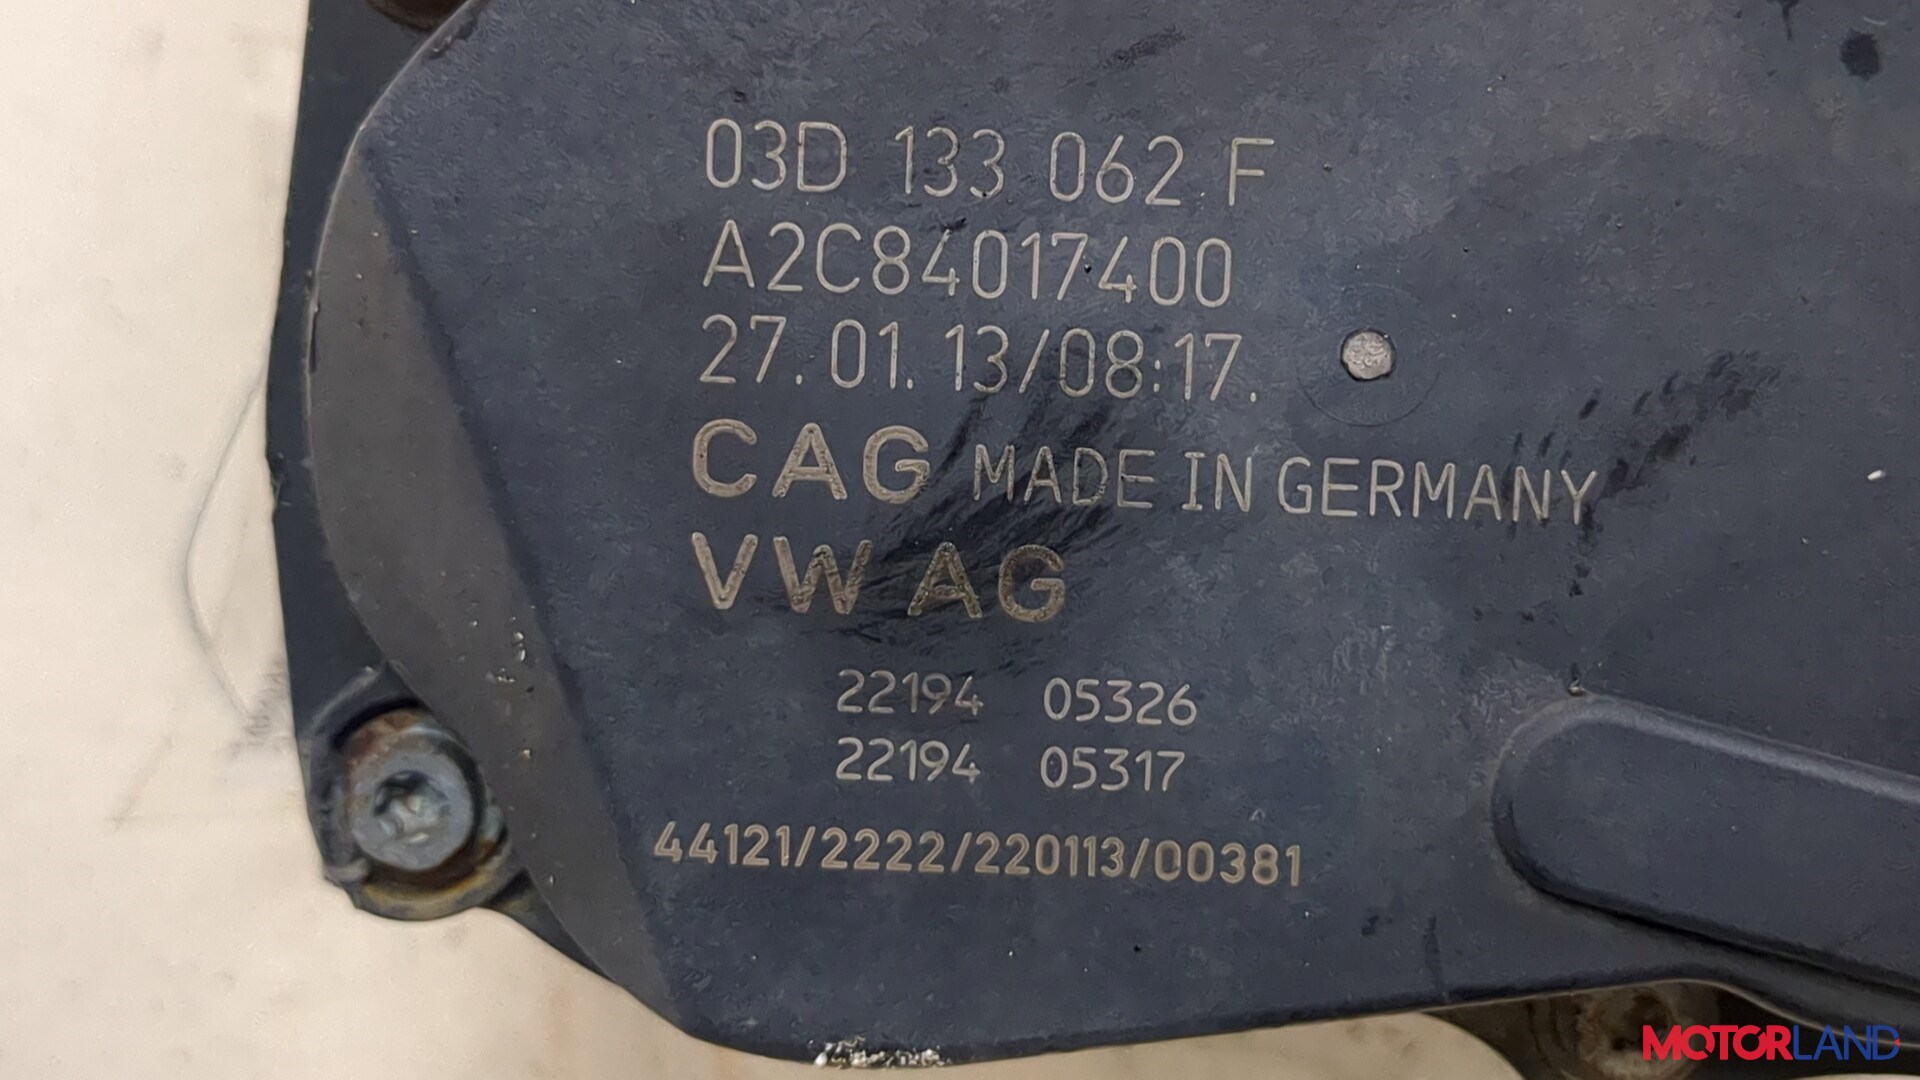 03D 133 062 F
A2C84017400
27.01.13/08:17.
CAG MADE IN GERMANY
VW AG
22194 05326
22194 05317
44121/2222/220113/00381
MOTORLAND